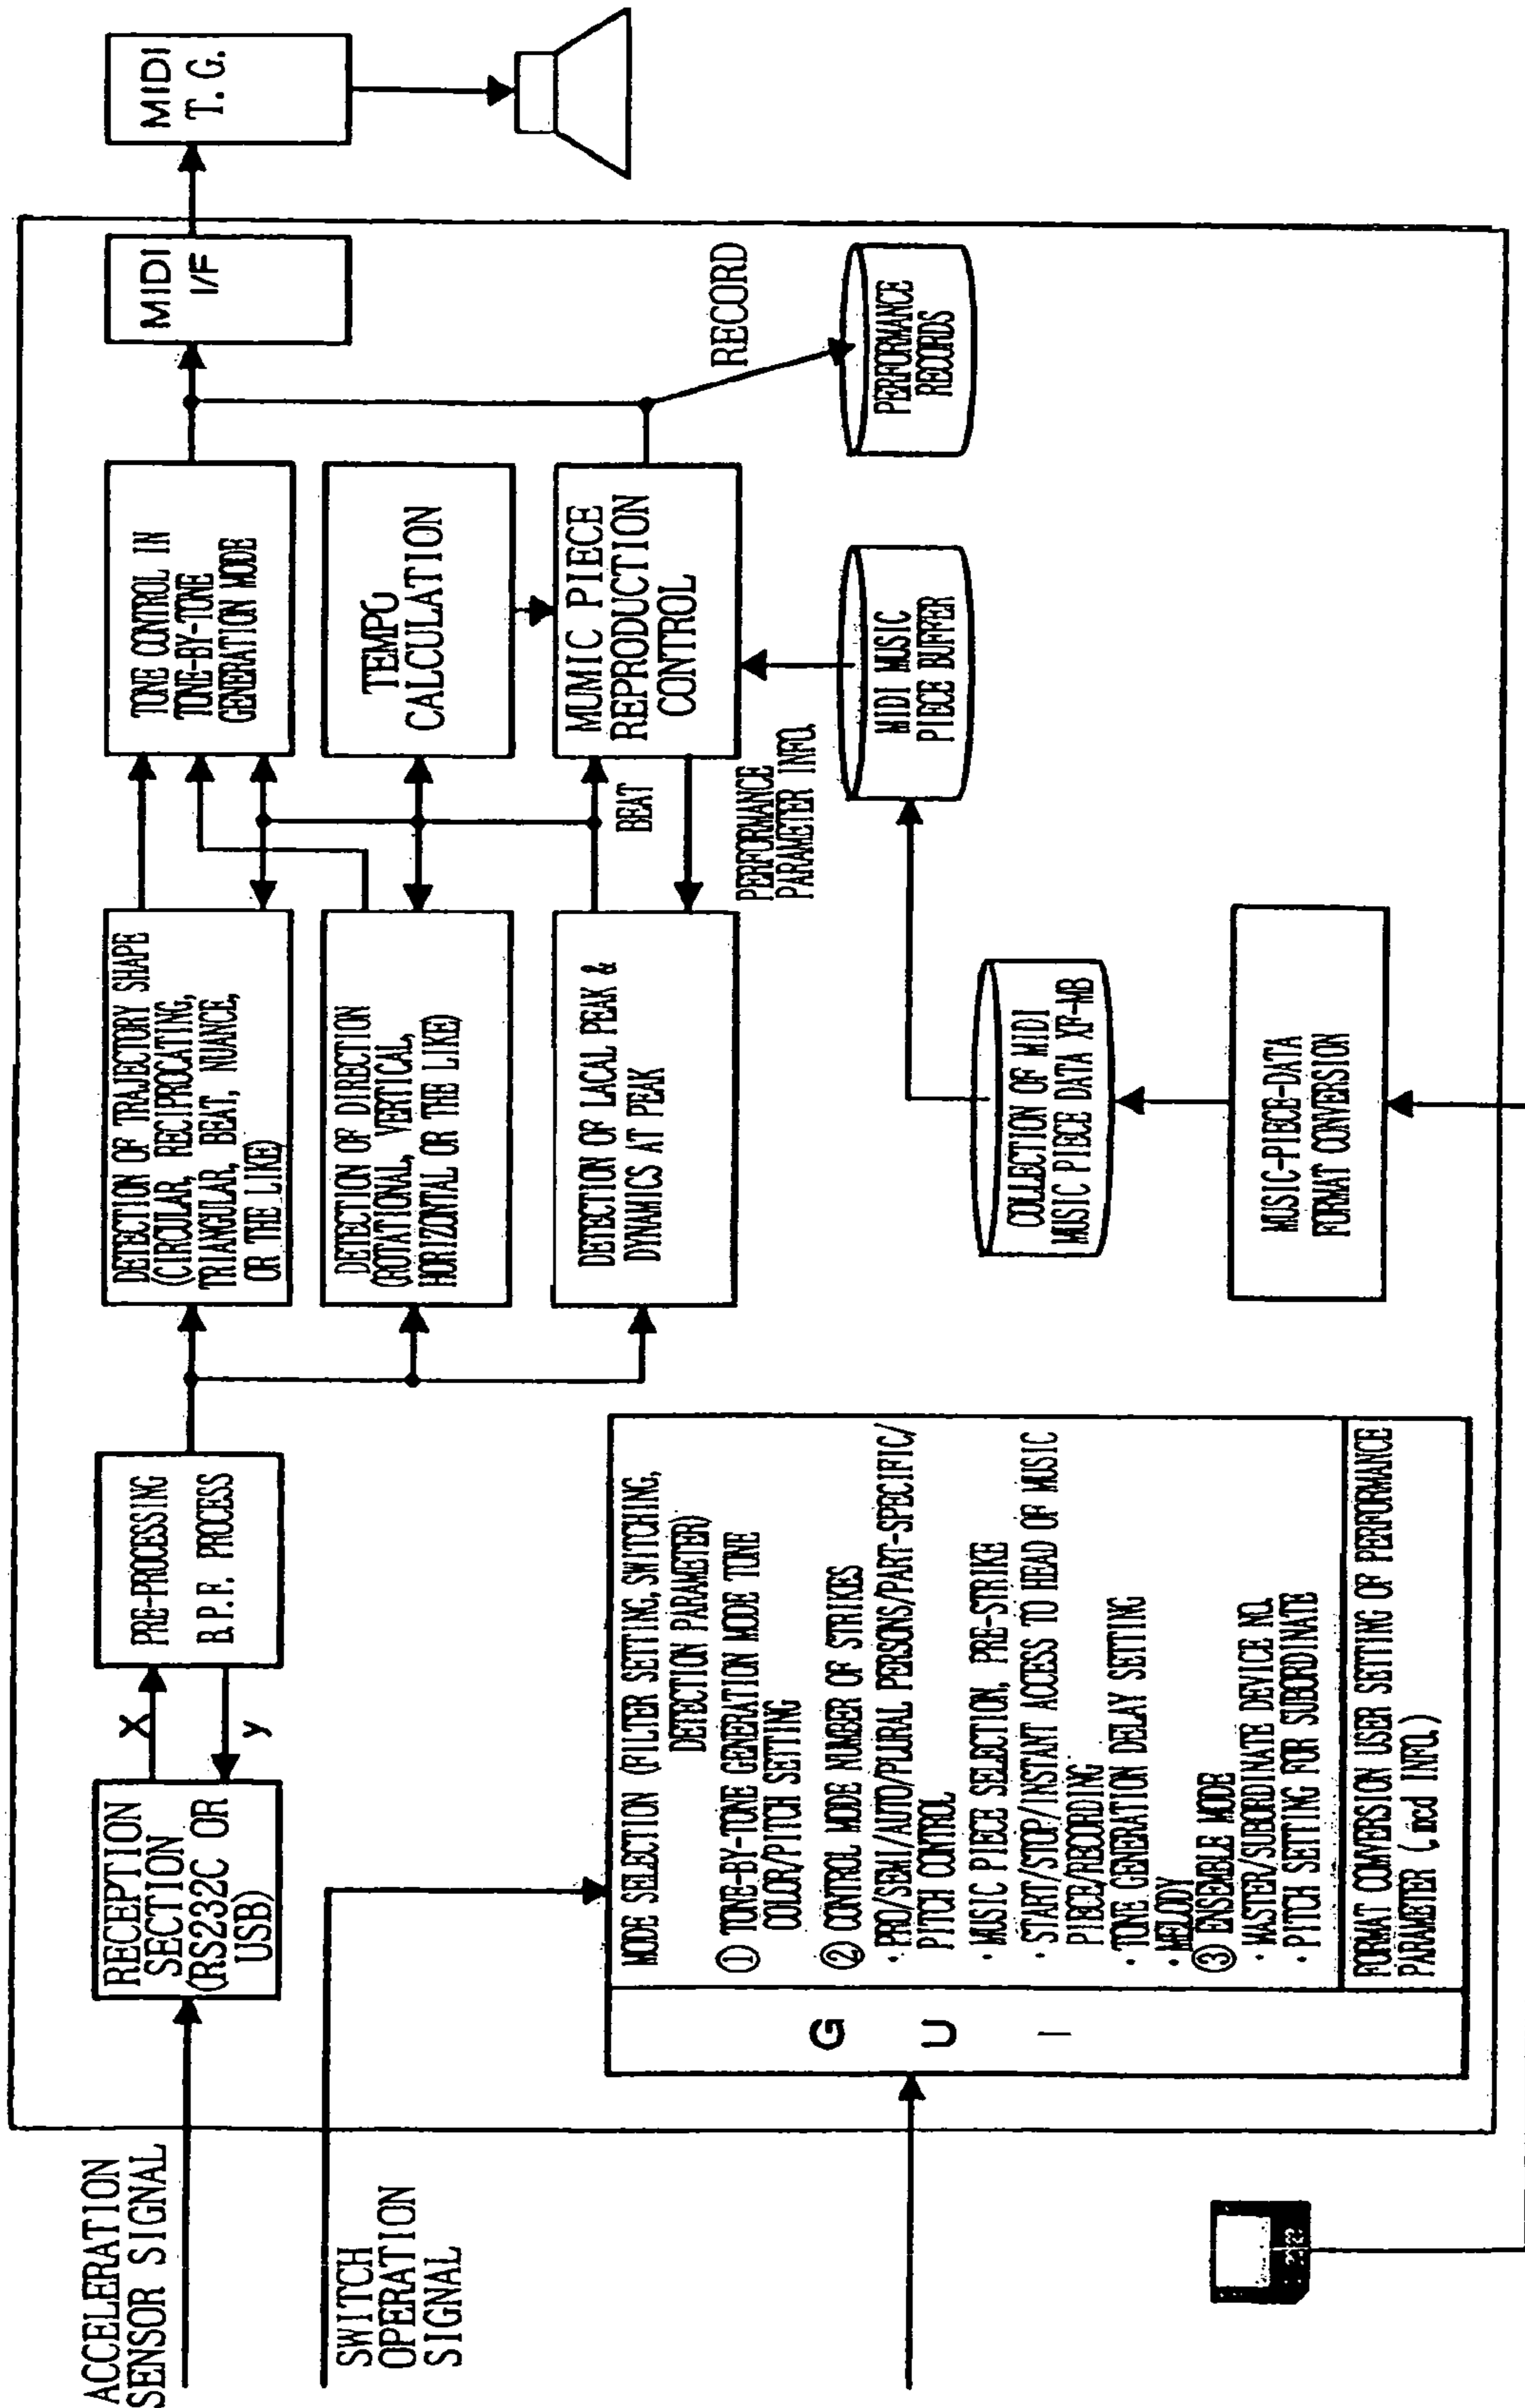 ACCELERATION
SENSOR SIGNAL
SWITCH
OPERATION
SIGNAL
RECEPTION
SECTION
(RS232C OR
USB)
X
y
PRE-PROCESSING
B.P.F. PROCESS
DETECTION OF TRAJECTORY SHAPE
(CIRCULAR, RECIPROCATING,
TRIANGULAR, BEAT, NUANCE,
OR THE LIKE)
DETECTION OF DIRECTION
(ROTATIONAL, VERTICAL,
HORIZONTAL OR THE LIKE)
DETECTION OF LACAL PEAK &
DYNAMICS AT PEAK
TONE CONTROL IN
TONE-BY-TONE
GENERATION MODE
TEMPO
CALCULATION
MUMIC PIECE
REPRODUCTION
CONTROL
BEAT
PERFORMANCE
PARAMETER INFO.
MIDI
I/F
MIDI
T. G.
RECORD
PERFORMANCE
RECORDS
MIDI MUSIC
PIECE BUFFER
COLLECTION OF MIDI
MUSIC PIECE DATA XF-MB
MUSIC-PIECE-DATA
FORMAT CONVERSION
G U I
MODE SELECTION (FILTER SETTING, SWITCHING,
DETECTION PARAMETER)
① TONE-BY-TONE GENERATION MODE TONE
COLOR/PITCH SETTING
② CONTROL MODE NUMBER OF STRIKES
・PRO/SEMI/AUTO/PLURAL PERSONS/PART-SPECIFIC/
PITCH CONTROL
・MUSIC PIECE SELECTION, PRE-STRIKE
・START/STOP/INSTANT ACCESS TO HEAD OF MUSIC
PIECE/RECORDING
・TONE GENERATION DELAY SETTING
・MELODY
③ ENSEMBLE MODE
・MASTER/SUBORDINATE DEVICE NO.
・PITCH SETTING FOR SUBORDINATE
FORMAT COMVERSION USER SETTING OF PERFORMANCE
PARAMETER (.mcd INFO.)